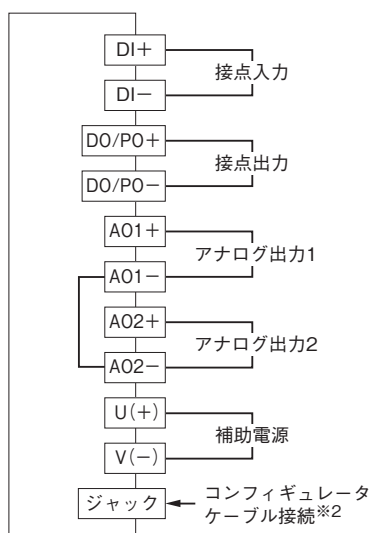 DI+
接点入力
DI−
DO/PO+
接点出力
DO/PO−
AO1+
アナログ出力1
AO1−
AO2+
アナログ出力2
AO2−
U(+)
補助電源
V(−)
ジャック
コンフィギュレータ
ケーブル接続※2